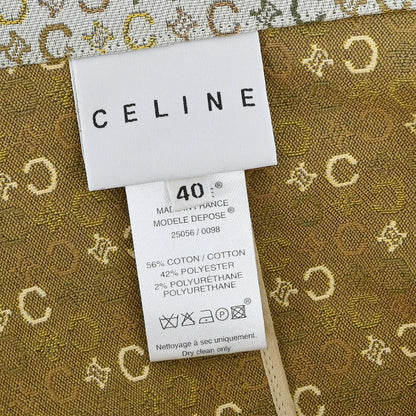 CELINE
40
MADE IN FRANCE
MODELE DEPOSE®
25056 / 0098
56% COTON / COTTON
42% POLYESTER
2% POLYURÉTHANE
POLYURETHANE
Nettoyage à sec uniquement.
Dry clean only.